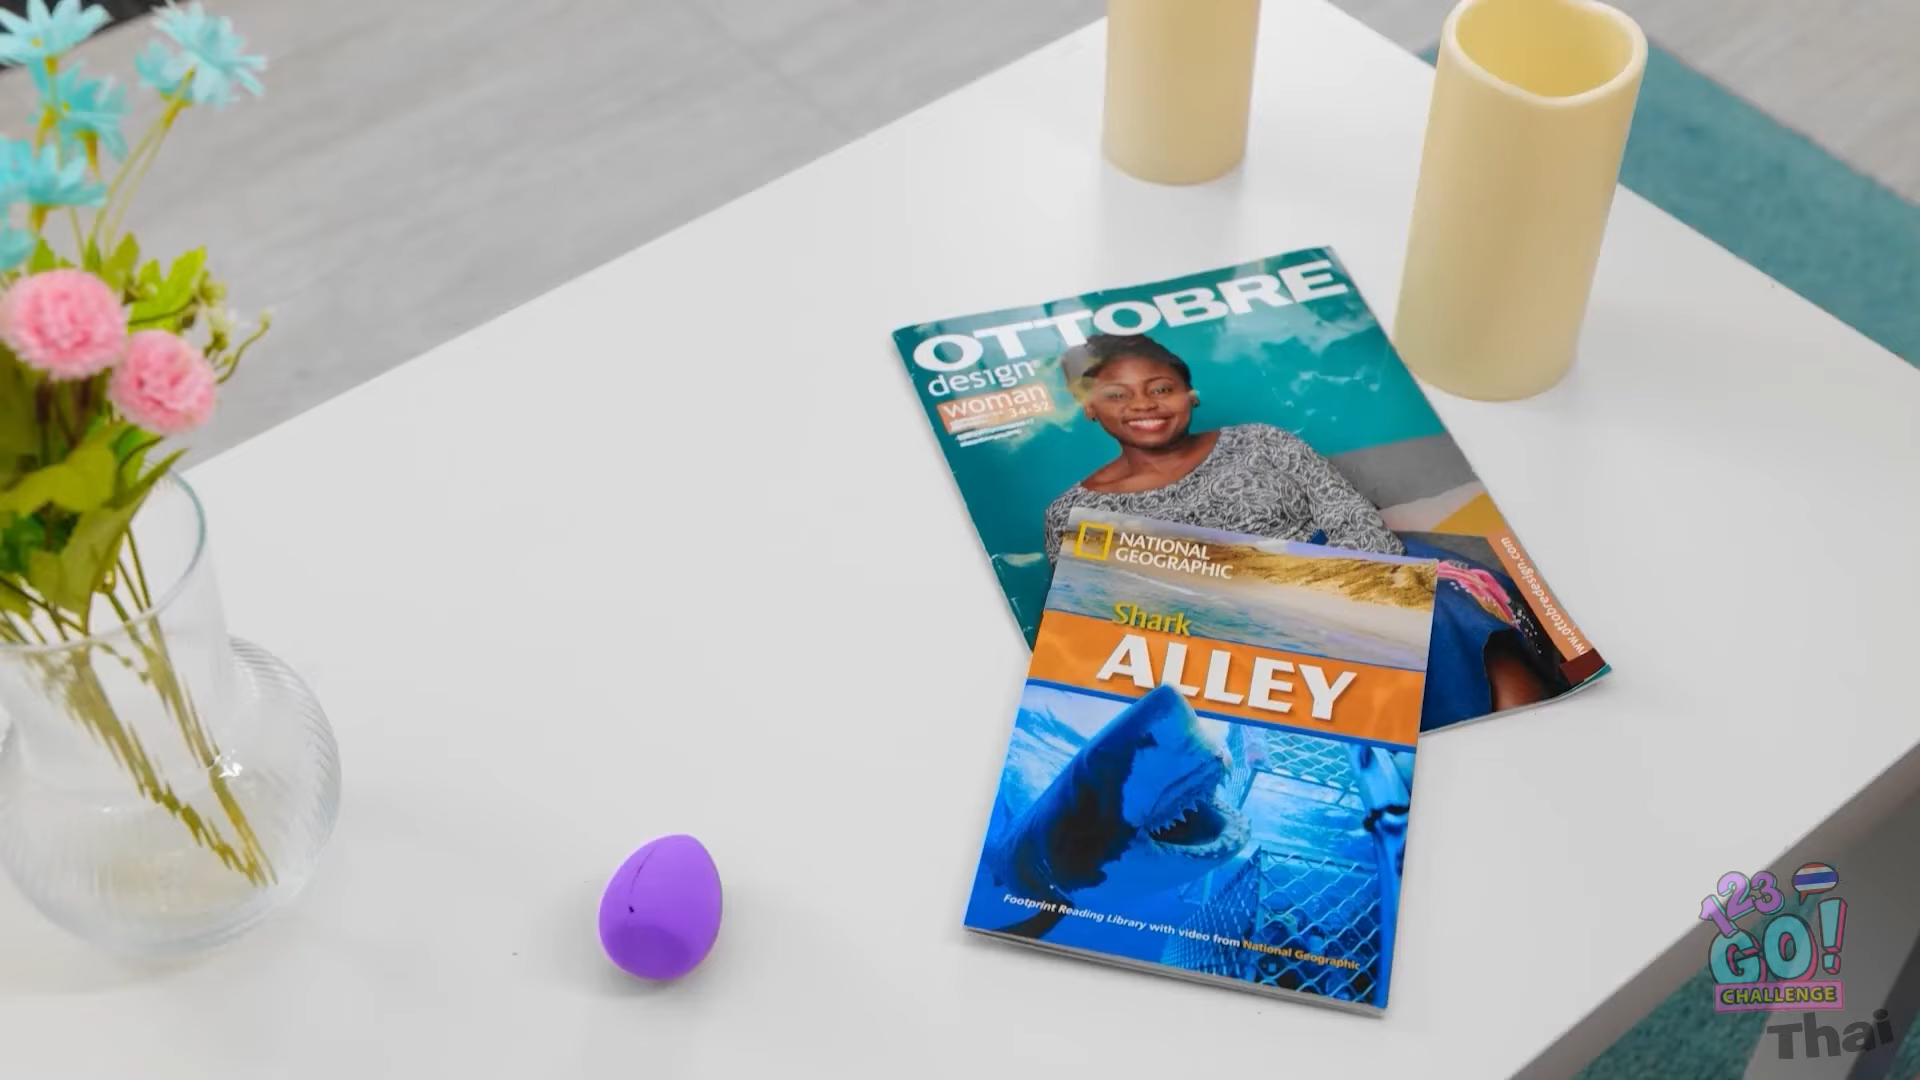 OTTOBRE
design
woman
34-52
www.ottobredesign.com
NATIONAL
GEOGRAPHIC
Shark
ALLEY
Footprint Reading Library with video from National Geographic
123
GO!
CHALLENGE
Thai